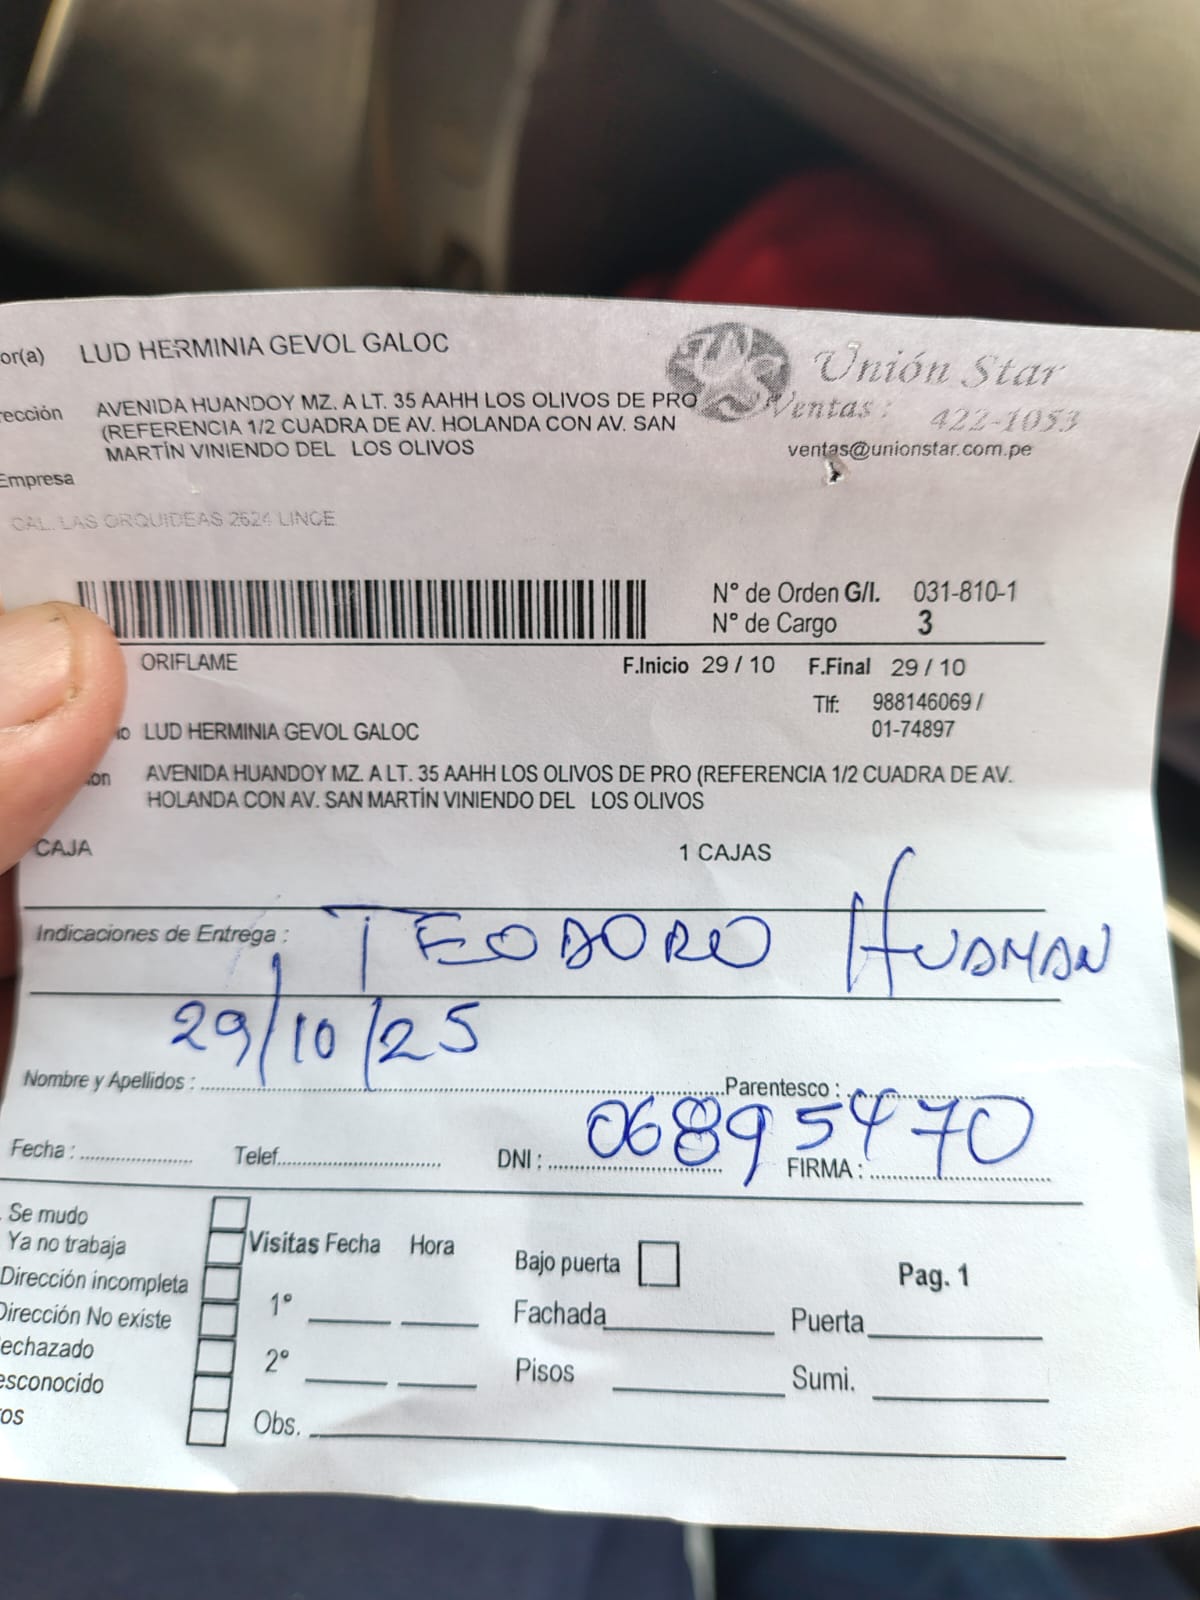 or(a) LUD HERMINIA GEVOL GALOC
Unión Star
rección AVENIDA HUANDOY MZ. A LT. 35 AAHH LOS OLIVOS DE PRO
Ventas: 422-1053
(REFERENCIA 1/2 CUADRA DE AV. HOLANDA CON AV. SAN
MARTÍN VINIENDO DEL LOS OLIVOS
ventas@unionstar.com.pe
Empresa
CAL. LAS ORQUIDEAS 2624 LINCE
N° de Orden G/I. 031-810-1
N° de Cargo 3
ORIFLAME F.Inicio 29 / 10 F.Final 29 / 10
Tlf: 988146069 /
01-74897
io LUD HERMINIA GEVOL GALOC
ion AVENIDA HUANDOY MZ. A LT. 35 AAHH LOS OLIVOS DE PRO (REFERENCIA 1/2 CUADRA DE AV.
HOLANDA CON AV. SAN MARTÍN VINIENDO DEL LOS OLIVOS
CAJA 1 CAJAS
Indicaciones de Entrega : TEODORO HUAMAN
29/10/25
Nombre y Apellidos : Parentesco :
Fecha : Telef. DNI : 06895470 FIRMA :
Se mudo
Ya no trabaja
Dirección incompleta
Dirección No existe
echazado
esconocido
ros
Visitas Fecha Hora
1°
2°
Obs.
Bajo puerta
Fachada
Pisos
Pag. 1
Puerta
Sumi.